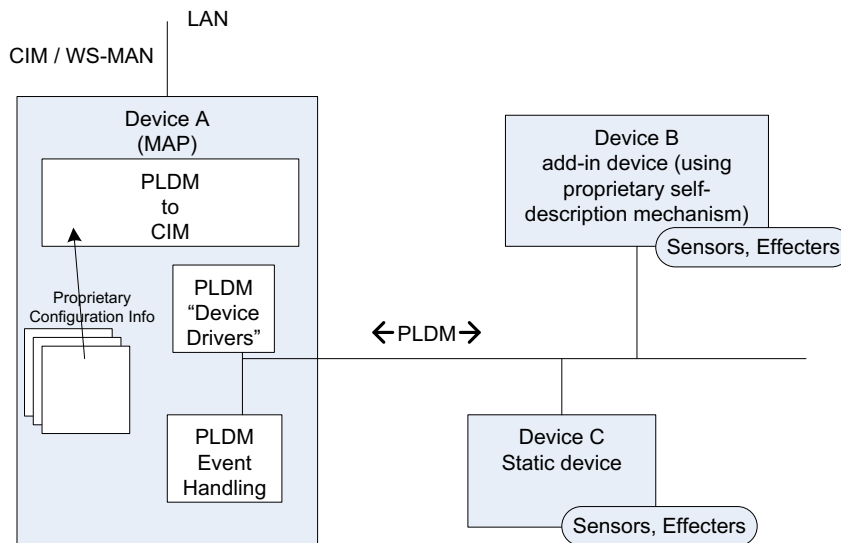 LAN
CIM / WS-MAN
Device A
(MAP)
PLDM
to
CIM
Proprietary
Configuration Info
PLDM
“Device
Drivers”
PLDM
Event
Handling
PLDM
Device B
add-in device (using
proprietary self-
description mechanism)
Sensors, Effecters
Device C
Static device
Sensors, Effecters